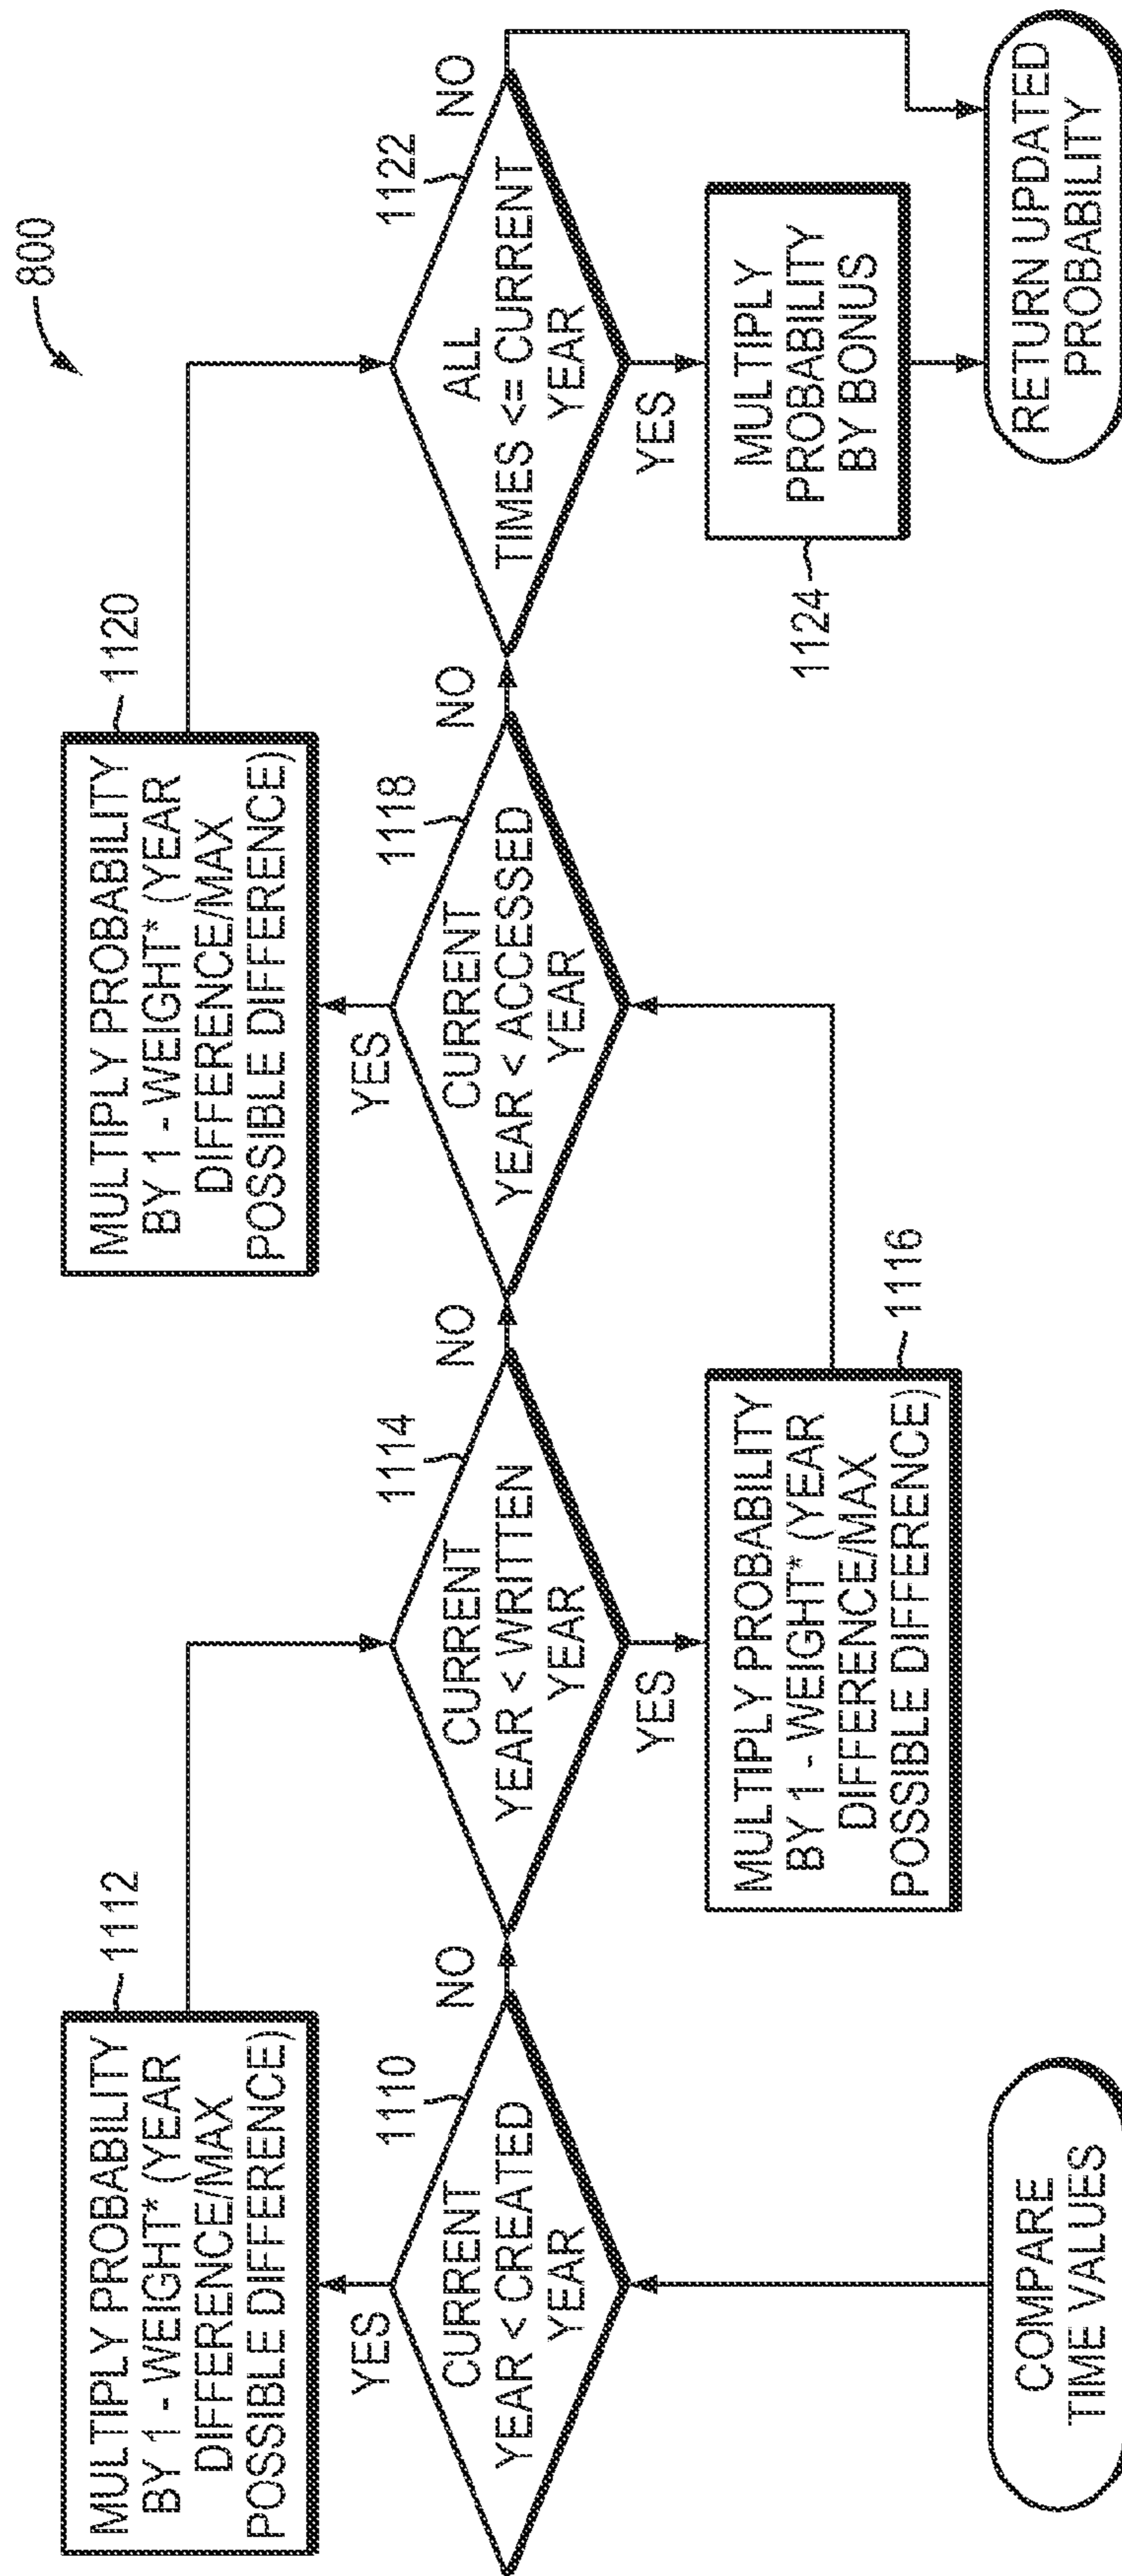 800
COMPARE
TIME VALUES
1110
CURRENT
YEAR < CREATED
YEAR
YES
NO
1112
MULTIPLY PROBABILITY
BY 1 - WEIGHT* (YEAR
DIFFERENCE/MAX
POSSIBLE DIFFERENCE)
1114
CURRENT
YEAR < WRITTEN
YEAR
NO
YES
1116
MULTIPLY PROBABILITY
BY 1 - WEIGHT* (YEAR
DIFFERENCE/MAX
POSSIBLE DIFFERENCE)
1118
CURRENT
YEAR < ACCESSED
YEAR
YES
NO
1120
MULTIPLY PROBABILITY
BY 1 - WEIGHT* (YEAR
DIFFERENCE/MAX
POSSIBLE DIFFERENCE)
1122
ALL
TIMES <= CURRENT
YEAR
NO
YES
1124
MULTIPLY
PROBABILITY
BY BONUS
RETURN UPDATED
PROBABILITY